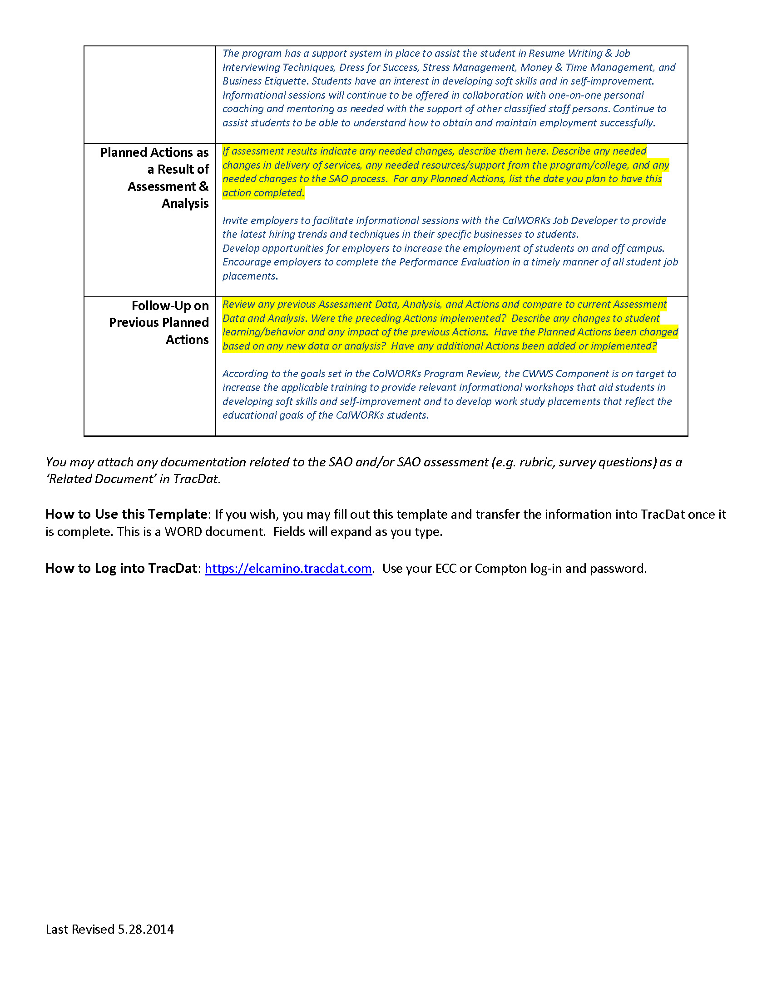 The program has a support system in place to assist the student in Resume Writing & Job
Interviewing Techniques, Dress for Success, Stress Management, Money & Time Management, and
Business Etiquette. Students have an interest in developing soft skills and in self-improvement.
Informational sessions will continue to be offered in collaboration with one-on-one personal
coaching and mentoring as needed with the support of other classified staff persons. Continue to
assist students to be able to understand how to obtain and maintain employment successfully.
Planned Actions as
a Result of
Assessment &
Analysis
If assessment results indicate any needed changes, describe them here. Describe any needed
changes in delivery of services, any needed resources/support from the program/college, and any
needed changes to the SAO process.  For any Planned Actions, list the date you plan to have this
action completed.
Invite employers to facilitate informational sessions with the CalWORKs Job Developer to provide
the latest hiring trends and techniques in their specific businesses to students.
Develop opportunities for employers to increase the employment of students on and off campus.
Encourage employers to complete the Performance Evaluation in a timely manner of all student job
placements.
Follow-Up on
Previous Planned
Actions
Review any previous Assessment Data, Analysis, and Actions and compare to current Assessment
Data and Analysis. Were the preceding Actions implemented?  Describe any changes to student
learning/behavior and any impact of the previous Actions.  Have the Planned Actions been changed
based on any new data or analysis?  Have any additional Actions been added or implemented?
According to the goals set in the CalWORKs Program Review, the CWWS Component is on target to
increase the applicable training to provide relevant informational workshops that aid students in
developing soft skills and self-improvement and to develop work study placements that reflect the
educational goals of the CalWORKs students.
You may attach any documentation related to the SAO and/or SAO assessment (e.g. rubric, survey questions) as a
‘Related Document’ in TracDat.
How to Use this Template: If you wish, you may fill out this template and transfer the information into TracDat once it
is complete. This is a WORD document.  Fields will expand as you type.
How to Log into TracDat: https://elcamino.tracdat.com.  Use your ECC or Compton log-in and password.
Last Revised 5.28.2014